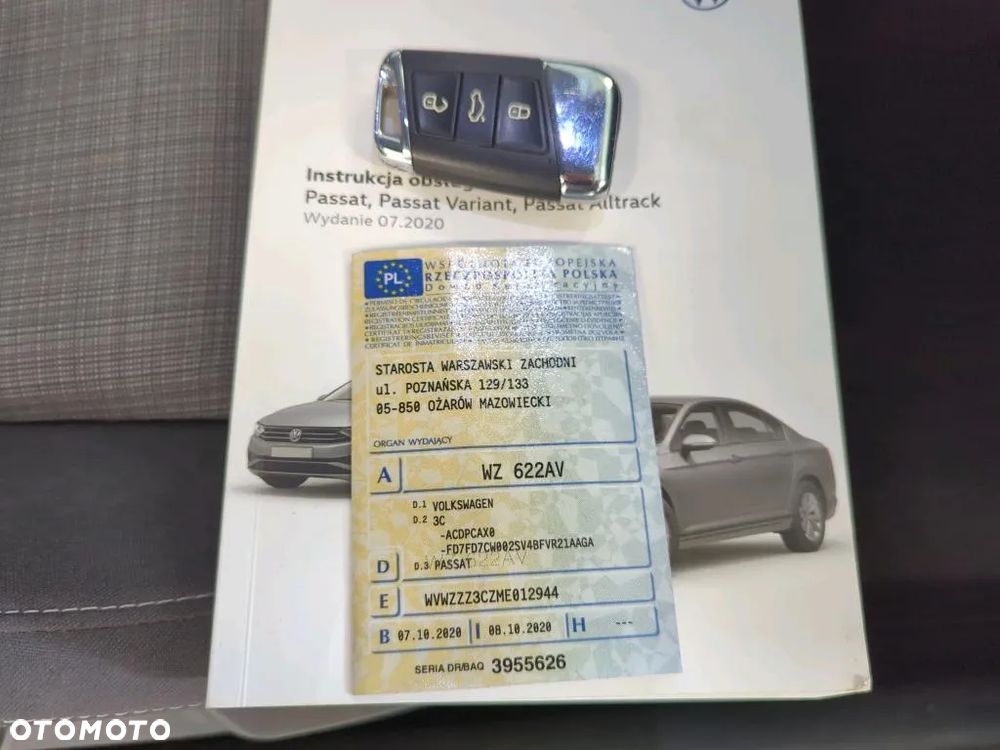 Instrukcja obsług
Passat, Passat Variant, Passat Alltrack
Wydanie 07.2020
PL
WSPÓLNOTA EUROPEJSKA
RZECZPOSPOLITA POLSKA
Dowód Rejestracyjny
STAROSTA WARSZAWSKI ZACHODNI
ul. POZNAŃSKA 129/133
05-850 OŻARÓW MAZOWIECKI
ORGAN WYDAJĄCY
A WZ 622AV
D.1 VOLKSWAGEN
D.2 3C
-ACDPCAX0
-FD7FD7CW002SV4BFVR21AAGA
D D.3 PASSAT
E WVWZZZ3CZME012944
B 07.10.2020 I 08.10.2020 H ---
SERIA DR/BAQ 3955626
OTOMOTO